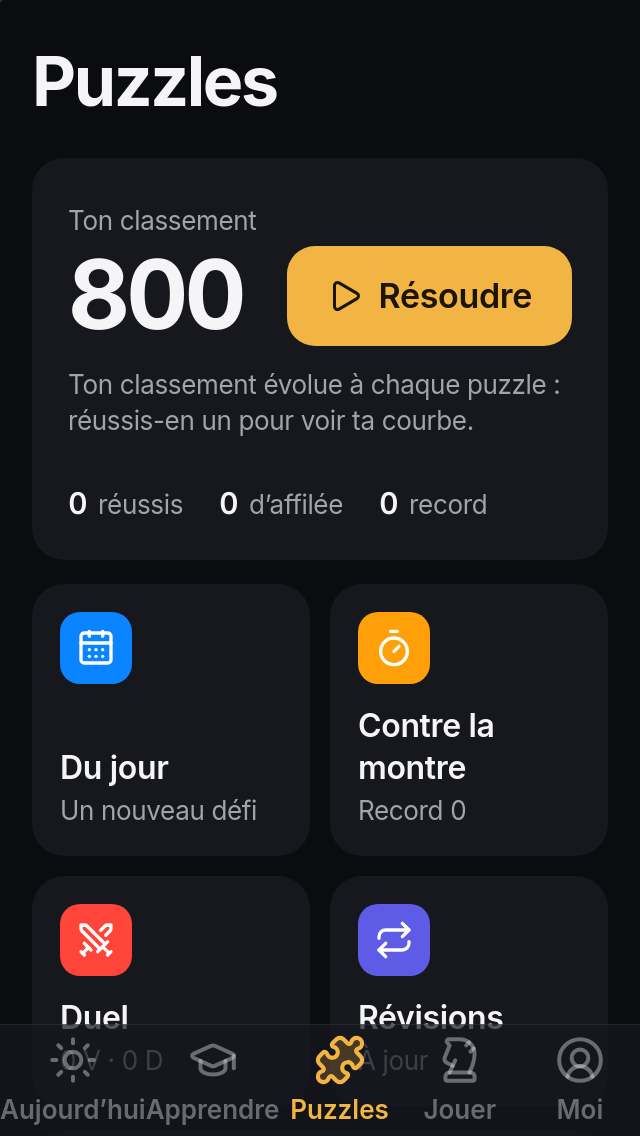 Puzzles
Ton classement
800
Résoudre
Ton classement évolue à chaque puzzle :
réussis-en un pour voir ta courbe.
0 réussis 0 d’affilée 0 record
Du jour
Un nouveau défi
Contre la
montre
Record 0
Duel
V · 0 D
Révisions
À jour
Aujourd’hui Apprendre Puzzles Jouer Moi